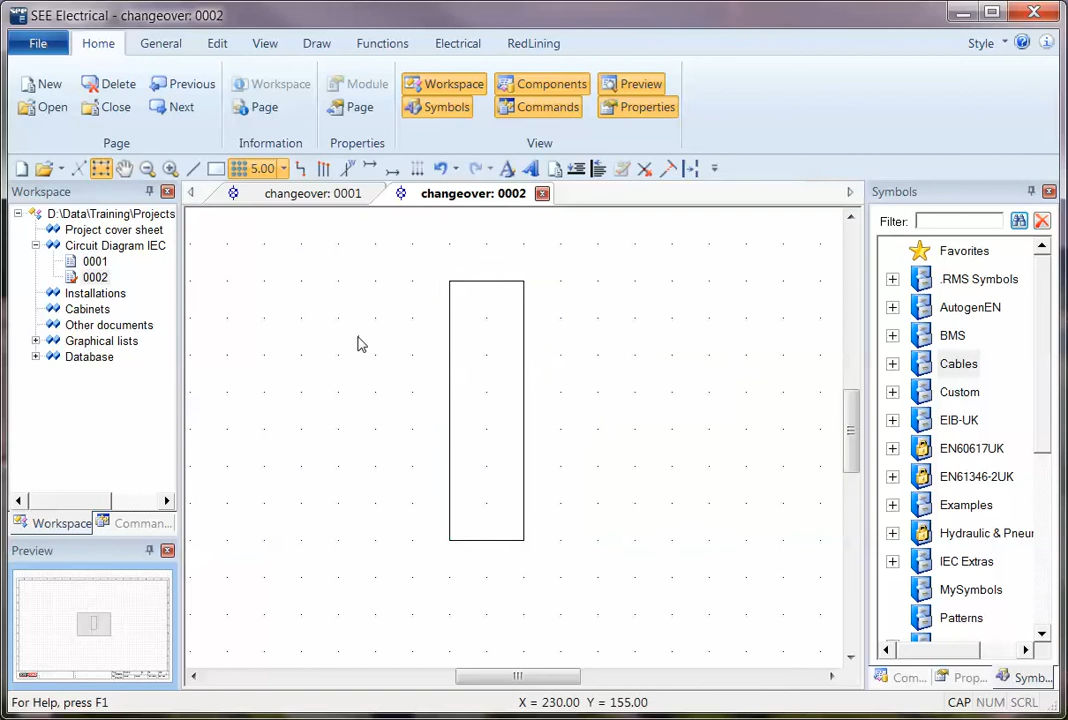 SEE Electrical - changeover: 0002
File Home General Edit View Draw Functions Electrical RedLining Style
New Delete Previous Workspace Module Workspace Components Preview
Open Close Next Page Page Symbols Commands Properties
Page Information Properties View
5.00
Workspace changeover: 0001 changeover: 0002 Symbols
D:\Data\Training\Projects
Project cover sheet
Circuit Diagram IEC
0001
0002
Installations
Cabinets
Other documents
Graphical lists
Database
Workspace Comman...
Preview
Filter:
Favorites
.RMS Symbols
AutogenEN
BMS
Cables
Custom
EIB-UK
EN60617UK
EN61346-2UK
Examples
Hydraulic & Pneur
IEC Extras
MySymbols
Patterns
Com... Prop... Symb...
For Help, press F1 X = 230.00 Y = 155.00 CAP NUM SCRL